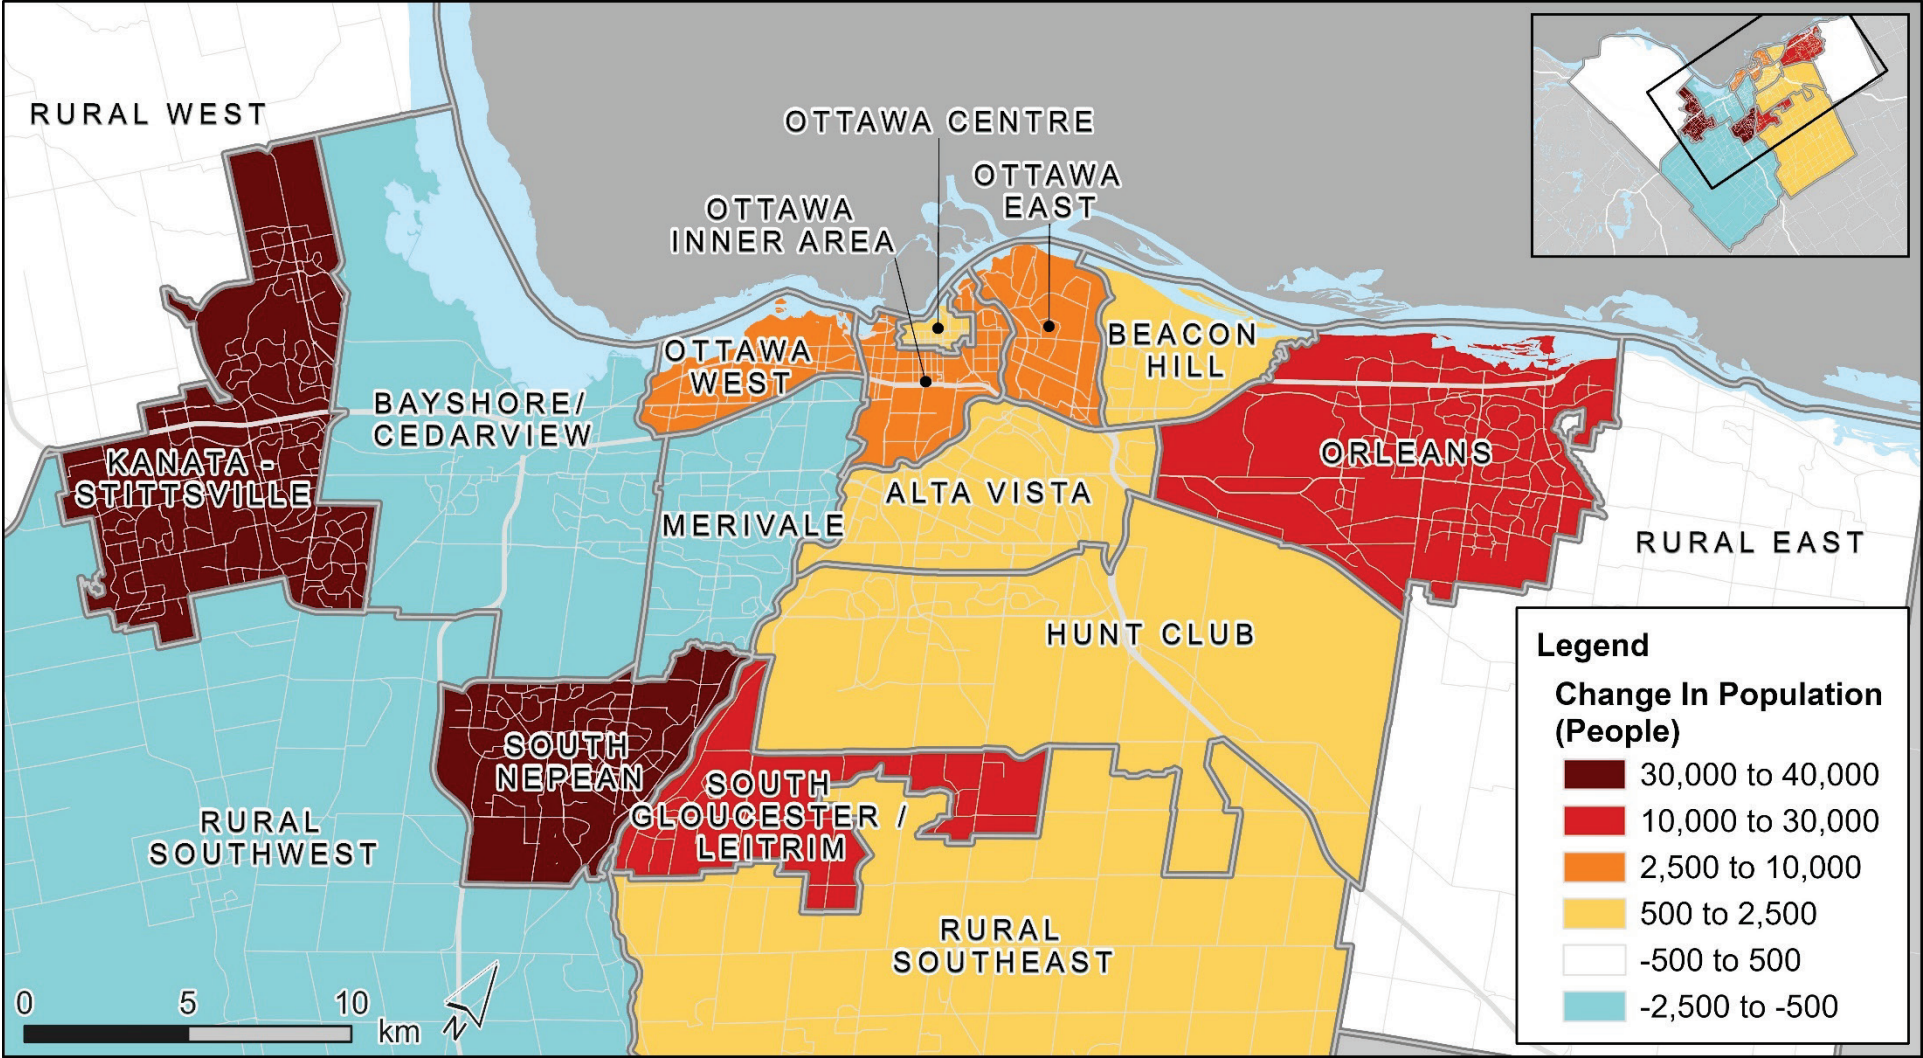 RURAL WEST
OTTAWA CENTRE
OTTAWA
EAST
OTTAWA
INNER AREA
OTTAWA
WEST
BEACON
HILL
BAYSHORE/
CEDARVIEW
KANATA -
STITTSVILLE
ORLEANS
ALTA VISTA
MERIVALE
RURAL EAST
HUNT CLUB
SOUTH
NEPEAN
SOUTH
GLOUCESTER /
LEITRIM
RURAL
SOUTHWEST
RURAL
SOUTHEAST
0 5 10
km
N
Legend
Change In Population
(People)
30,000 to 40,000
10,000 to 30,000
2,500 to 10,000
500 to 2,500
-500 to 500
-2,500 to -500